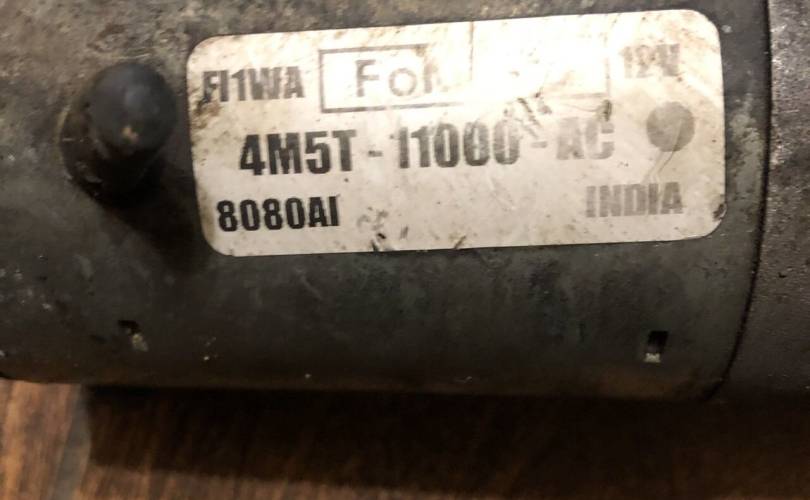 FI1WA 12V
4M5T-11000-AC
8080AI INDIA